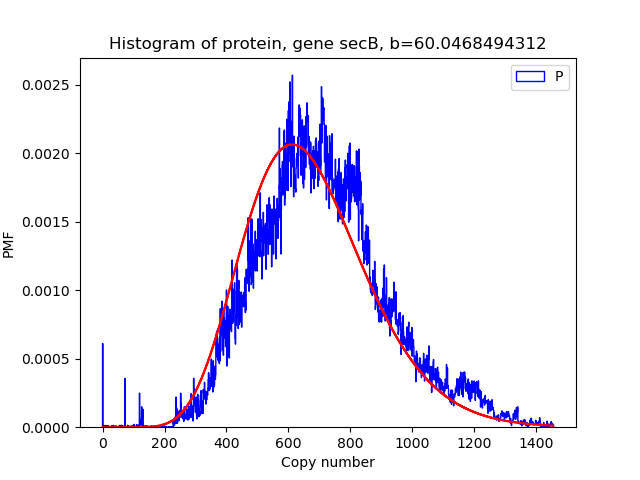 Histogram of protein, gene secB, b=60.0468494312
P
0.0025
0.0020
0.0015
0.0010
0.0005
0.0000
PMF
0 200 400 600 800 1000 1200 1400
Copy number